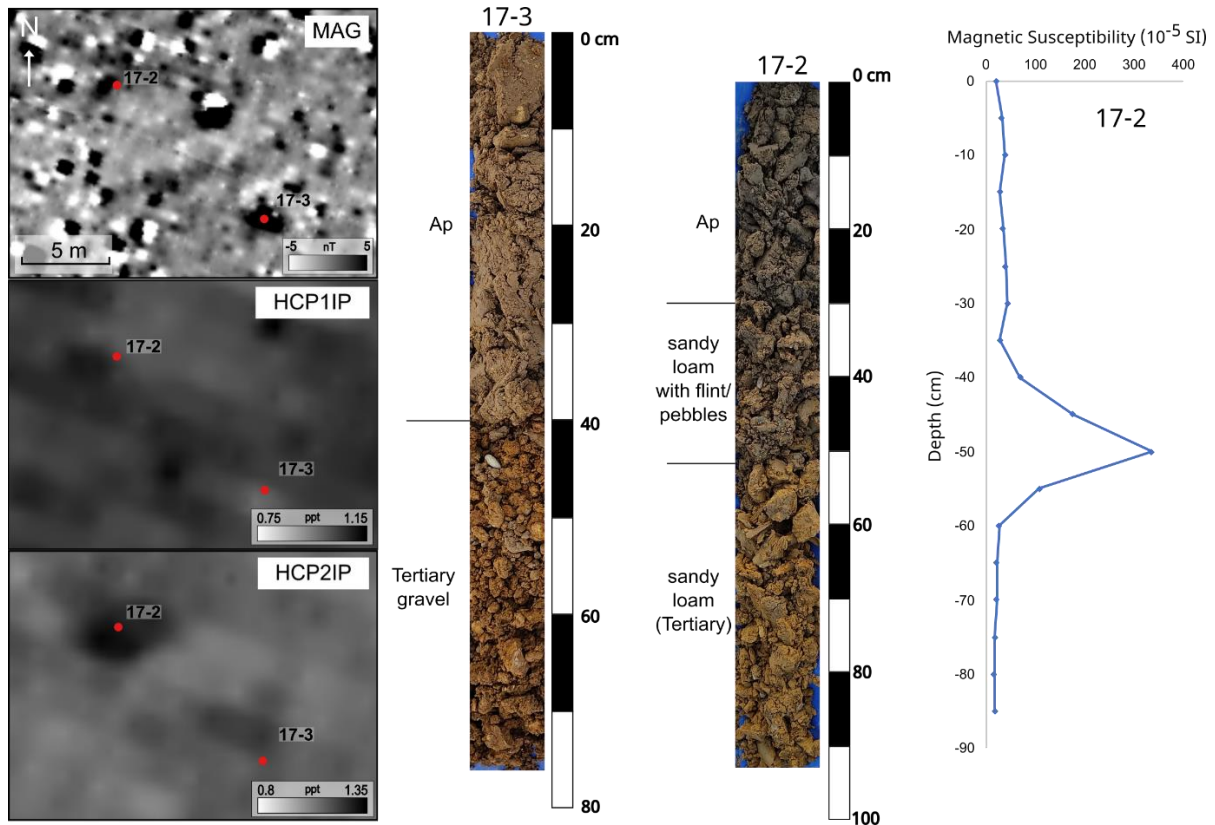 N
MAG
17-2
17-3
5 m
-5 nT 5
HCP1IP
17-2
17-3
0.75 ppt 1.15
HCP2IP
17-2
17-3
0.8 ppt 1.35
17-3
0 cm
20
40
60
80
Ap
Tertiary
gravel
17-2
0 cm
20
40
60
80
100
Ap
sandy
loam
with flint/
pebbles
sandy
loam
(Tertiary)
Magnetic Susceptibility (10⁻⁵ SI)
0 100 200 300 400
17-2
Depth (cm)
0
-10
-20
-30
-40
-50
-60
-70
-80
-90